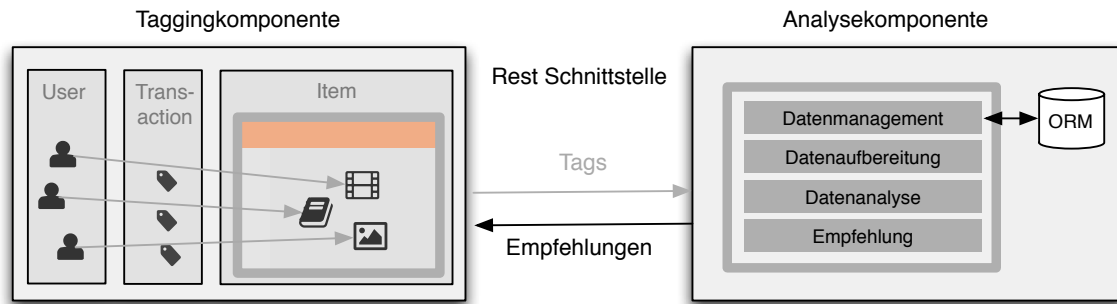 Taggingkomponente
Analysekomponente
User
Trans-
action
Item
Rest Schnittstelle
Tags
Empfehlungen
Datenmanagement
Datenaufbereitung
Datenanalyse
Empfehlung
ORM